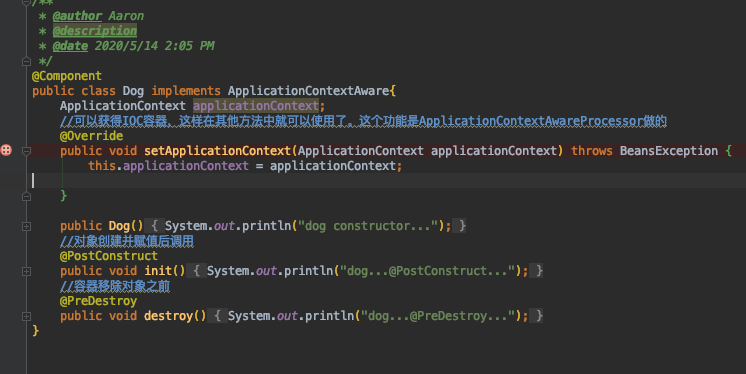 /**
 * @author Aaron
 * @description
 * @date 2020/5/14 2:05 PM
 */
@Component
public class Dog implements ApplicationContextAware{
    ApplicationContext applicationContext;
    //可以获得IOC容器，这样在其他方法中就可以使用了。这个功能是ApplicationContextAwareProcessor做的
    @Override
    public void setApplicationContext(ApplicationContext applicationContext) throws BeansException {
        this.applicationContext = applicationContext;
    }
    public Dog() { System.out.println("dog constructor..."); }
    //对象创建并赋值后调用
    @PostConstruct
    public void init() { System.out.println("dog...@PostConstruct..."); }
    //容器移除对象之前
    @PreDestroy
    public void destroy() { System.out.println("dog...@PreDestroy..."); }
}